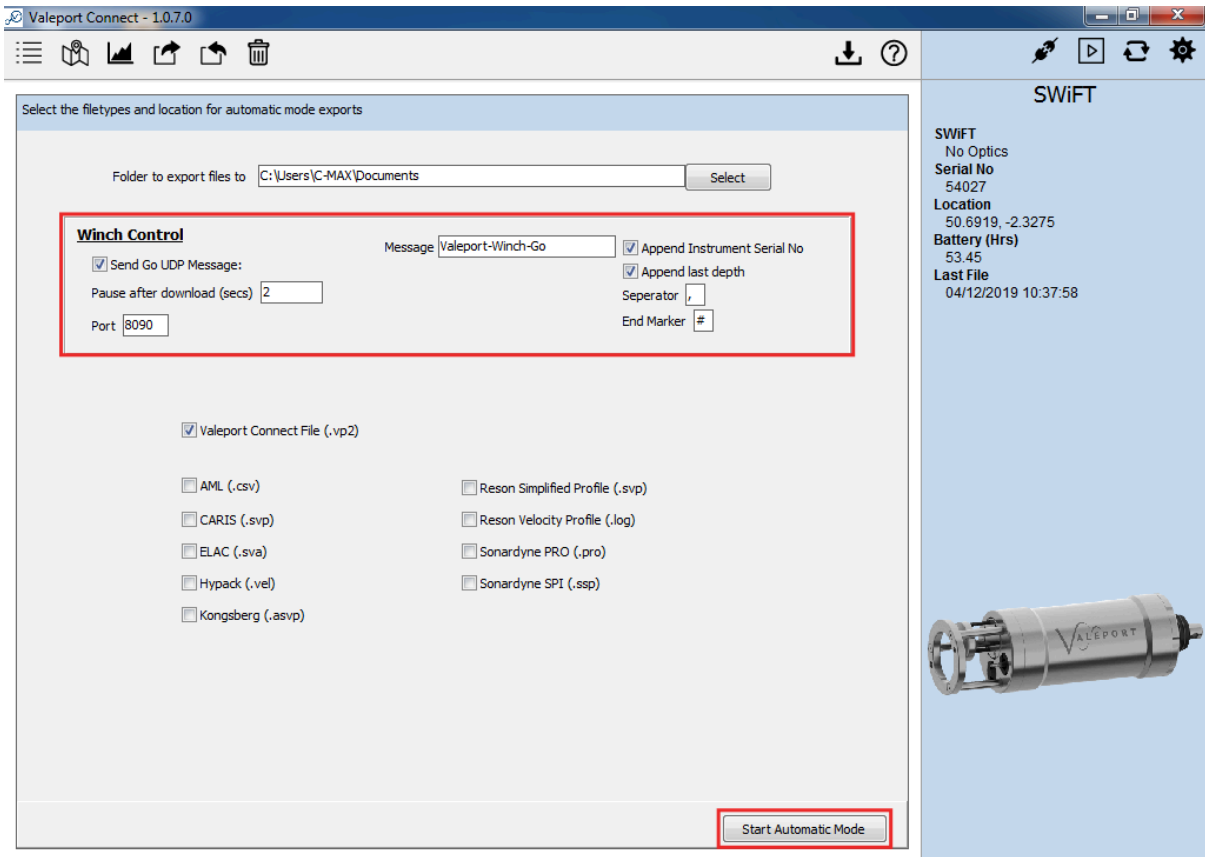 Valeport Connect - 1.0.7.0
Select the filetypes and location for automatic mode exports
Folder to export files to C:\Users\C-MAX\Documents Select
Winch Control
Send Go UDP Message:
Pause after download (secs) 2
Port 8090
Message Valeport-Winch-Go
Append Instrument Serial No
Append last depth
Seperator ,
End Marker #
Valeport Connect File (.vp2)
AML (.csv)
CARIS (.svp)
ELAC (.sva)
Hypack (.vel)
Kongsberg (.asvp)
Reson Simplified Profile (.svp)
Reson Velocity Profile (.log)
Sonardyne PRO (.pro)
Sonardyne SPI (.ssp)
Start Automatic Mode
SWiFT
SWiFT
No Optics
Serial No
54027
Location
50.6919, -2.3275
Battery (Hrs)
53.45
Last File
04/12/2019 10:37:58
VALEPORT